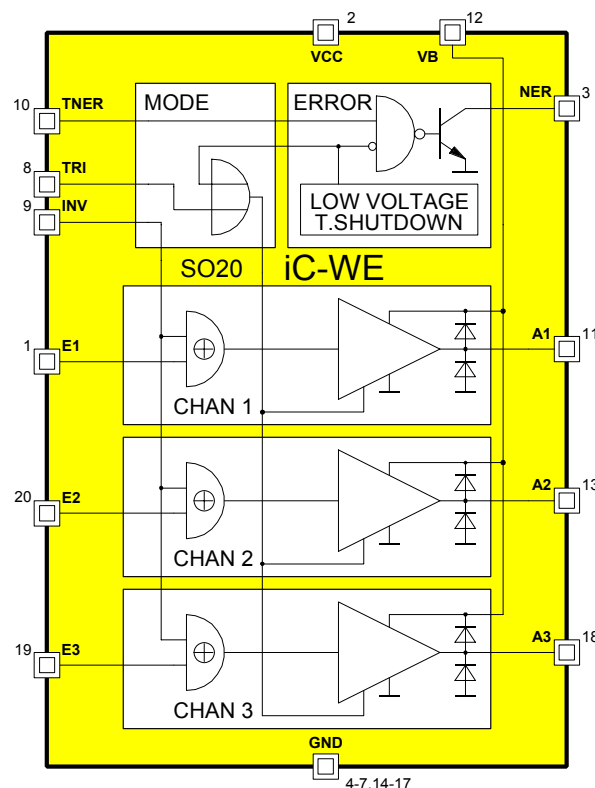 2
12
VCC
VB
10
TNER
MODE
ERROR
NER
3
8
TRI
9
INV
LOW VOLTAGE
T.SHUTDOWN
SO20
iC-WE
1
E1
CHAN 1
A1
11
20
E2
CHAN 2
A2
13
19
E3
CHAN 3
A3
18
GND
4-7,14-17